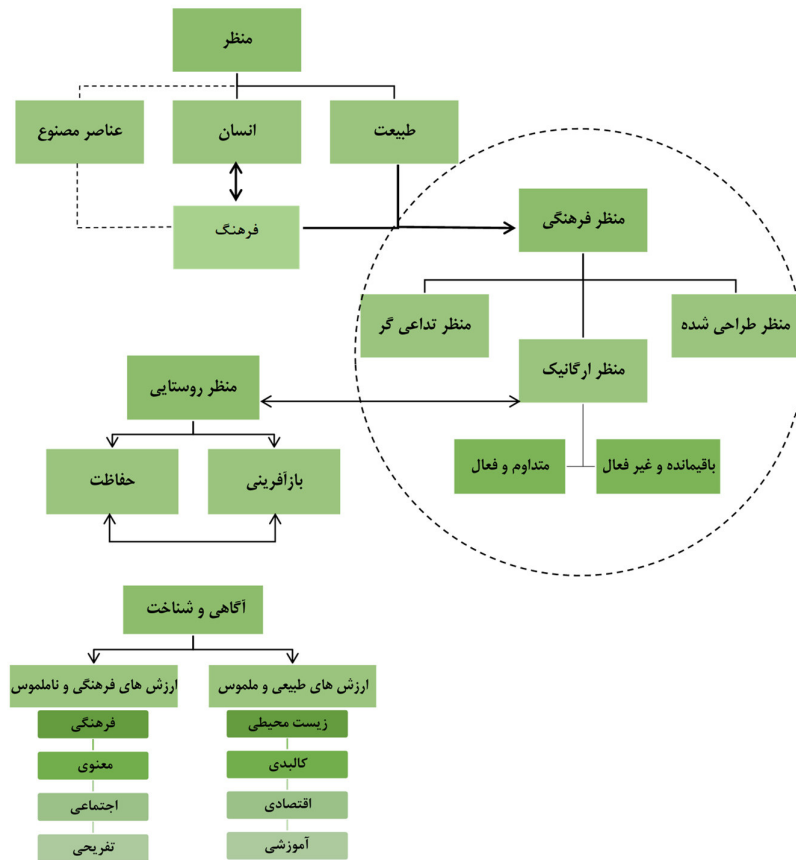 منظر
طبیعت
انسان
عناصر مصنوع
فرهنگ
منظر فرهنگی
منظر طراحی شده
منظر تداعی گر
منظر ارگانیک
باقیمانده و غیر فعال
متداوم و فعال
منظر روستایی
بازآفرینی
حفاظت
آگاهی و شناخت
ارزش های طبیعی و ملموس
زیست محیطی
کالبدی
اقتصادی
آموزشی
ارزش های فرهنگی و ناملموس
فرهنگی
معنوی
اجتماعی
تفریحی